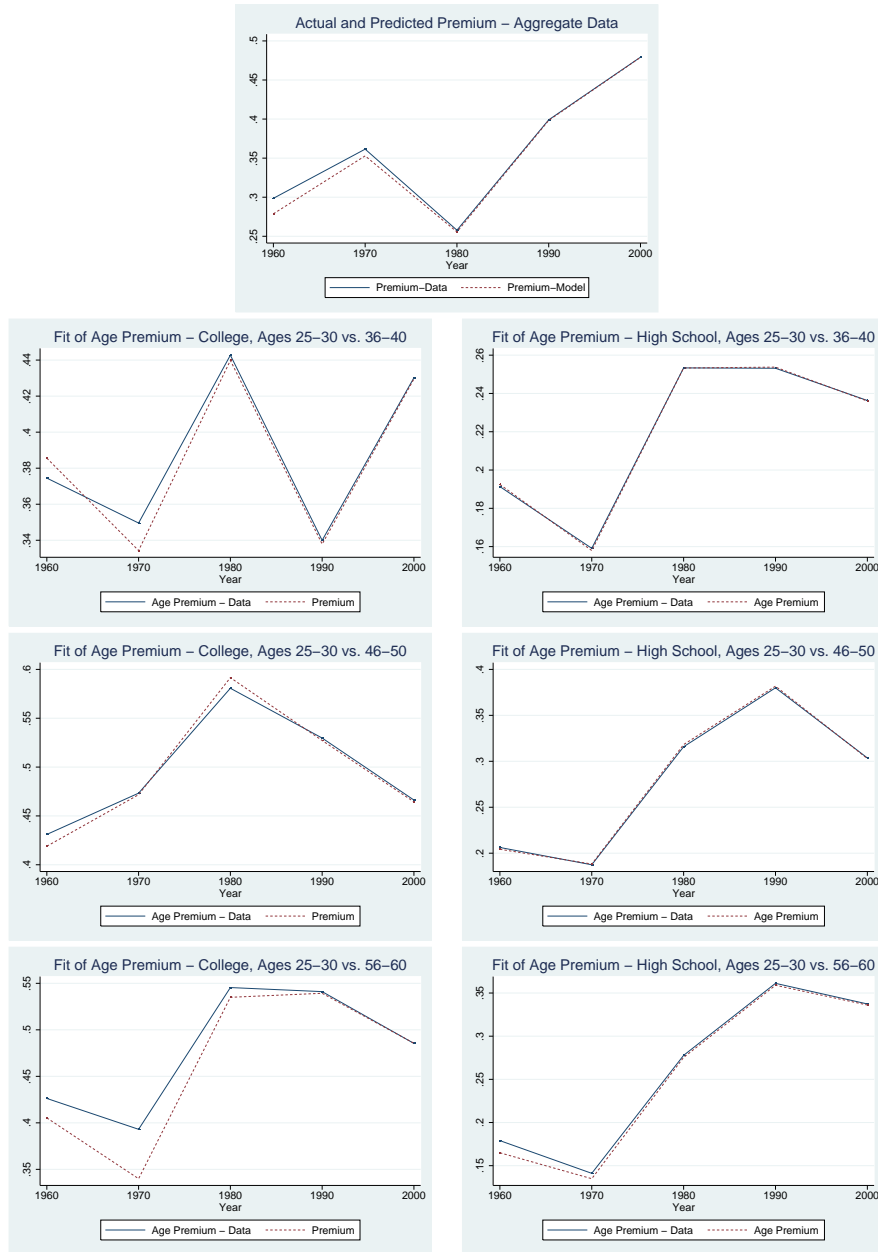 Actual and Predicted Premium − Aggregate Data
.5
.45
.4
.35
.3
.25
1960 1970 1980 1990 2000
Year
Premium−Data Premium−Model
Fit of Age Premium − College, Ages 25−30 vs. 36−40
.44
.42
.4
.38
.36
.34
1960 1970 1980 1990 2000
Year
Age Premium − Data Premium
Fit of Age Premium − High School, Ages 25−30 vs. 36−40
.26
.24
.22
.2
.18
.16
1960 1970 1980 1990 2000
Year
Age Premium − Data Age Premium
Fit of Age Premium − College, Ages 25−30 vs. 46−50
.6
.55
.5
.45
.4
1960 1970 1980 1990 2000
Year
Age Premium − Data Premium
Fit of Age Premium − High School, Ages 25−30 vs. 46−50
.4
.35
.3
.25
.2
1960 1970 1980 1990 2000
Year
Age Premium − Data Age Premium
Fit of Age Premium − College, Ages 25−30 vs. 56−60
.55
.5
.45
.4
.35
1960 1970 1980 1990 2000
Year
Age Premium − Data Premium
Fit of Age Premium − High School, Ages 25−30 vs. 56−60
.35
.3
.25
.2
.15
1960 1970 1980 1990 2000
Year
Age Premium − Data Age Premium